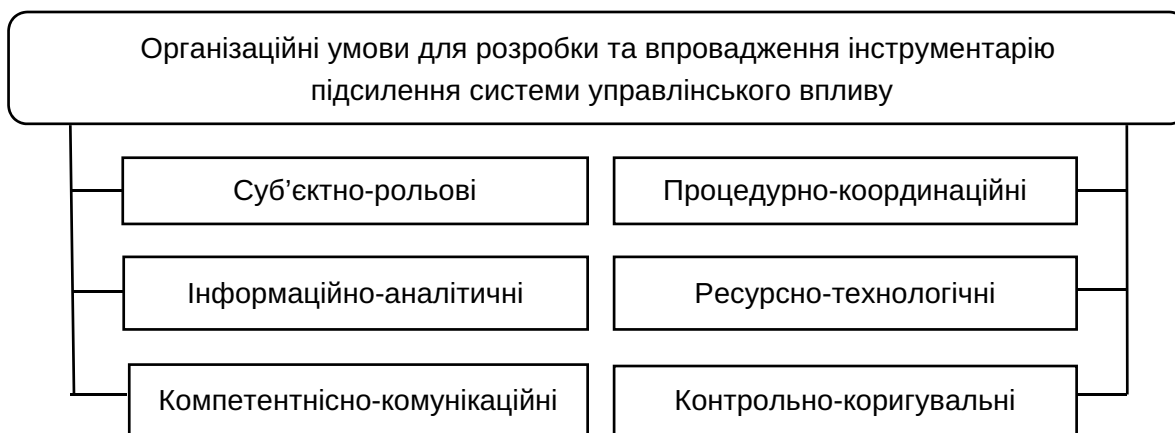 Організаційні умови для розробки та впровадження інструментарію
підсилення системи управлінського впливу
Суб’єктно-рольові
Процедурно-координаційні
Інформаційно-аналітичні
Ресурсно-технологічні
Компетентнісно-комунікаційні
Контрольно-коригувальні